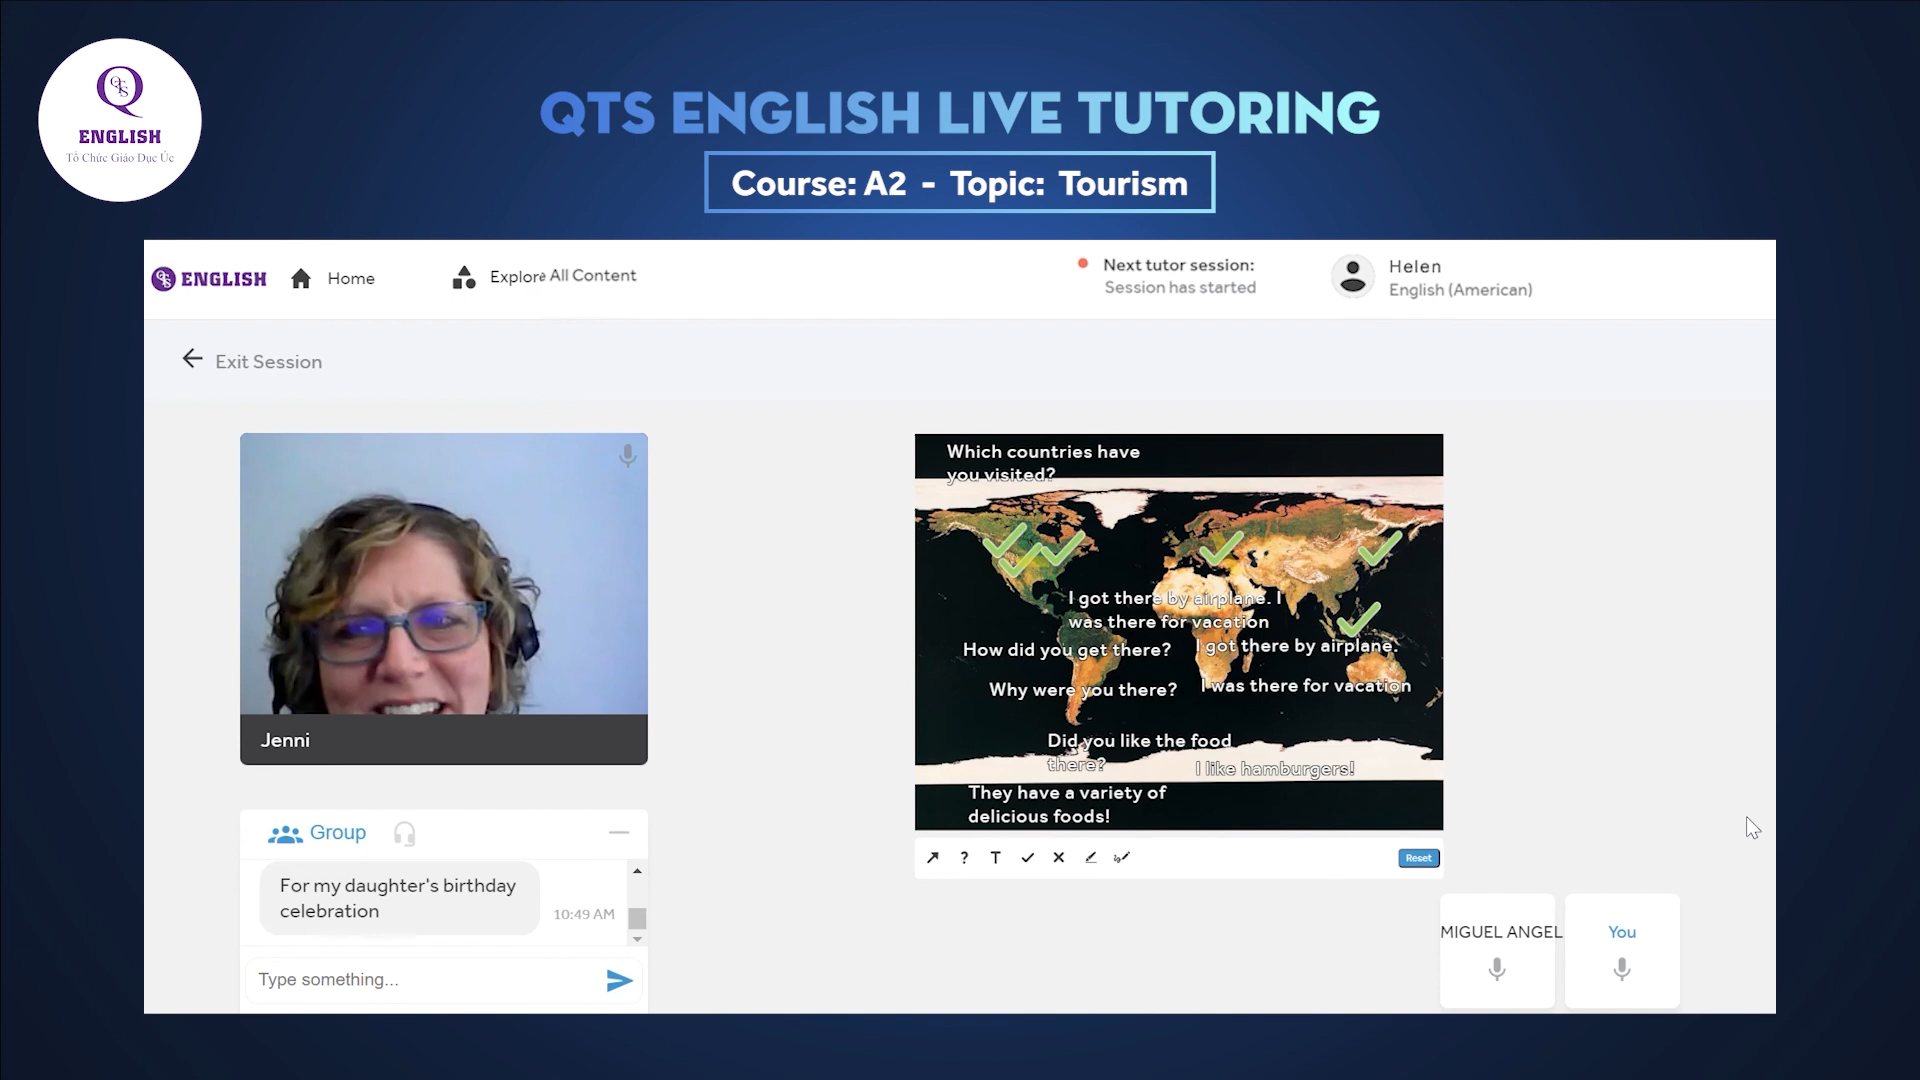 QTS
ENGLISH
Tổ Chức Giáo Dục Úc
QTS ENGLISH LIVE TUTORING
Course: A2 - Topic: Tourism
QTS ENGLISH
Home
Explore All Content
Next tutor session:
Session has started
Helen
English (American)
Exit Session
Jenni
Which countries have
you visited?
I got there by airplane. I
was there for vacation
How did you get there?
I got there by airplane.
Why were you there?
I was there for vacation
Did you like the food
there?
I like hamburgers!
They have a variety of
delicious foods!
? T
Reset
Group
For my daughter's birthday
celebration
10:49 AM
Type something...
MIGUEL ANGEL
You